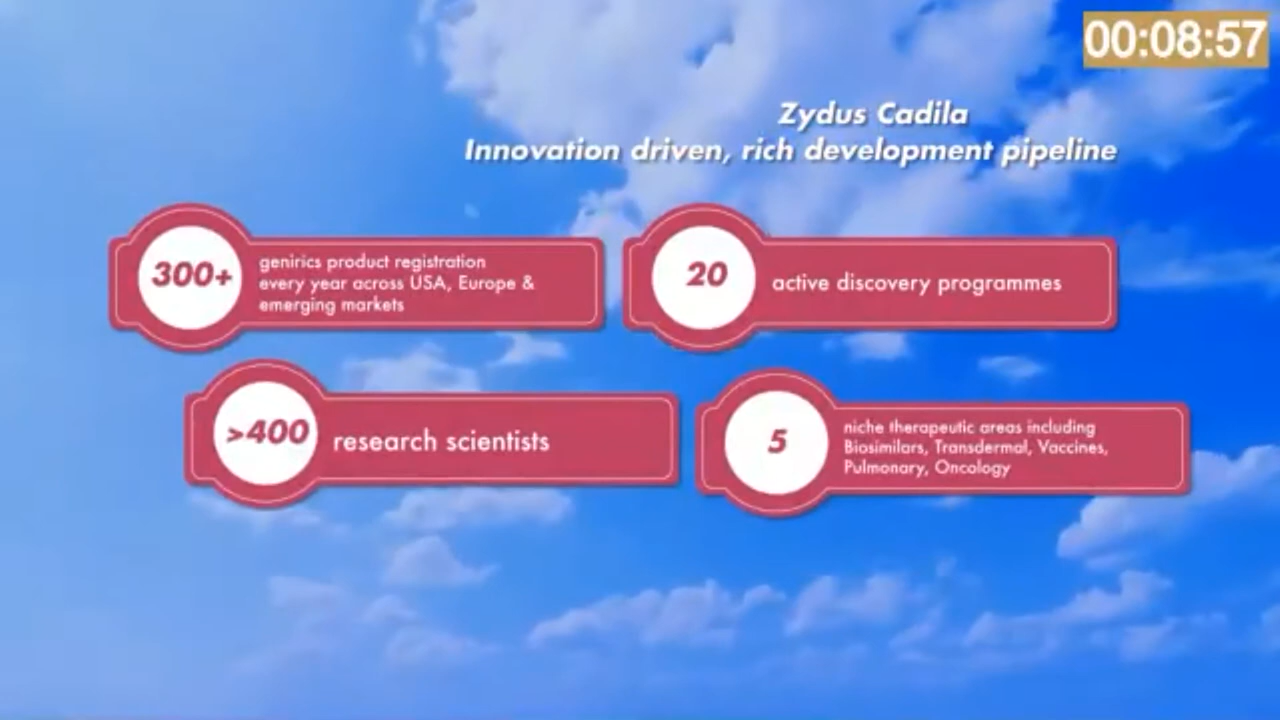 00:08:57
Zydus Cadila
Innovation driven, rich development pipeline
300+
genirics product registration
every year across USA, Europe &
emerging markets
20
active discovery programmes
>400
research scientists
5
niche therapeutic areas including
Biosimilars, Transdermal, Vaccines,
Pulmonary, Oncology